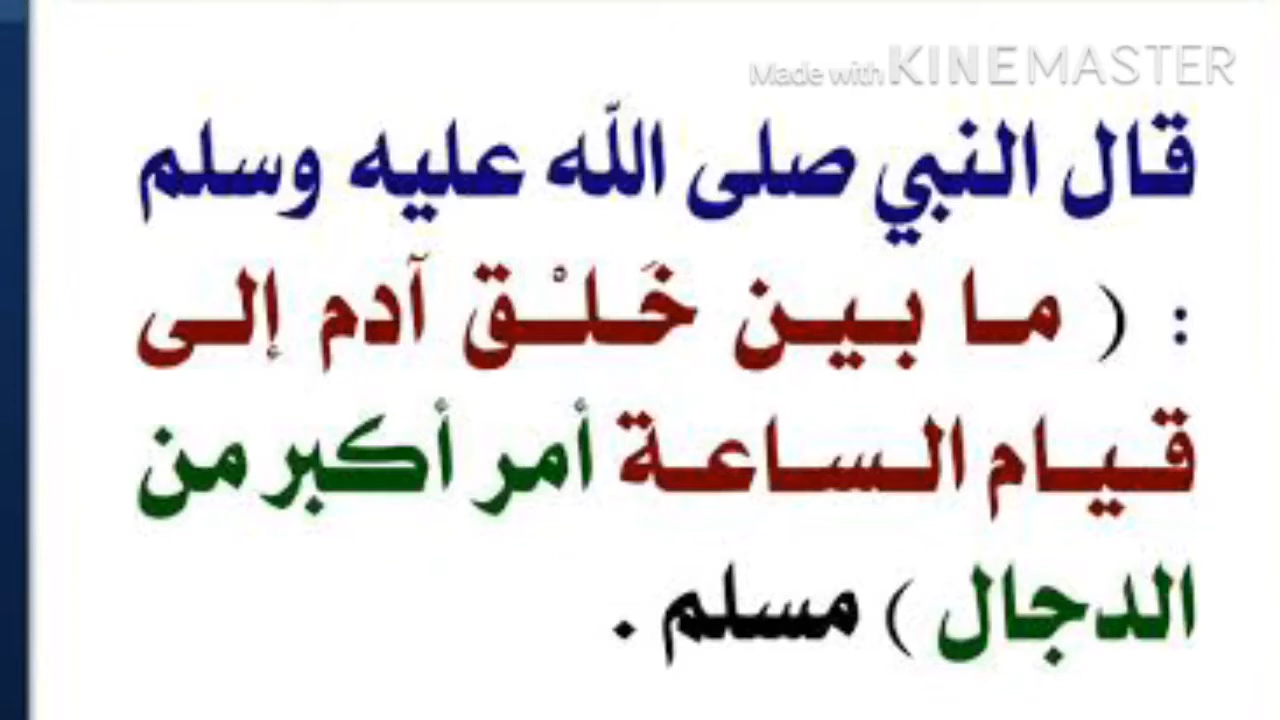 Made with KINEMASTER
قال النبي صلى الله عليه وسلم
: ( ما بين خَلْق آدم إلى
قيام الساعة أمر أكبر من
الدجال ) مسلم .